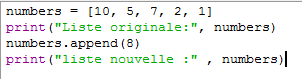 numbers = [10, 5, 7, 2, 1]
print("Liste originale:", numbers)
numbers.append(8)
print("liste nouvelle :" , numbers)